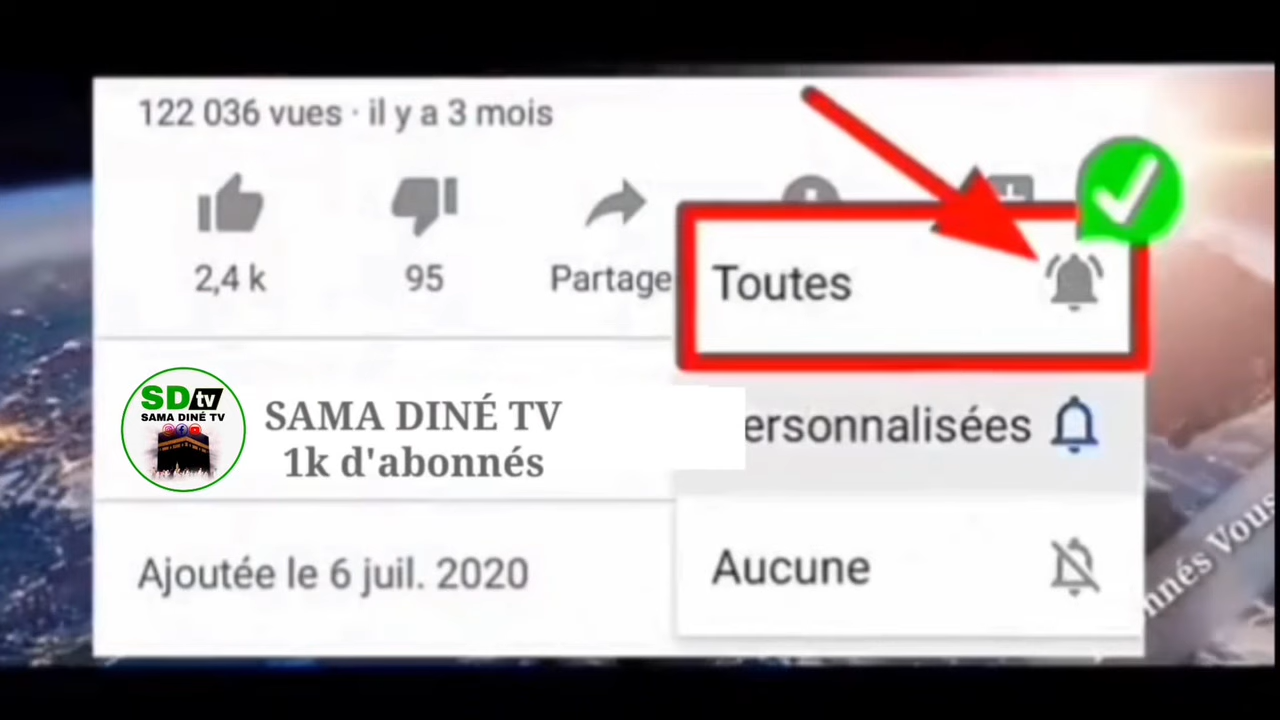 122 036 vues · il y a 3 mois
2,4 k
95
Partage
Toutes
SDtv
SAMA DINÉ TV
SAMA DINÉ TV
1k d'abonnés
ersonnalisées
Ajoutée le 6 juil. 2020
Aucune
nnés Vous